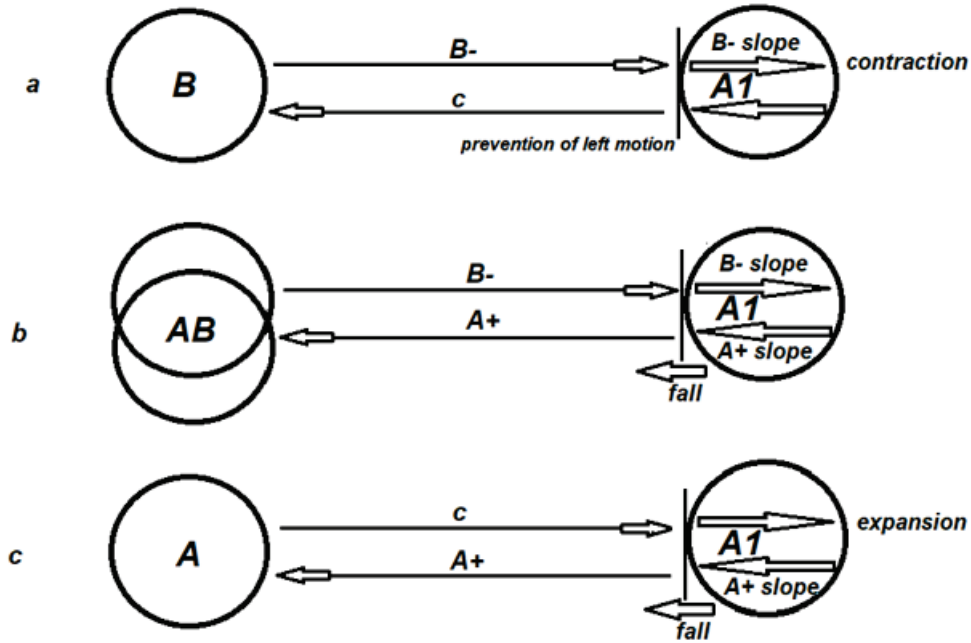 B- slope
B-
contraction
a
B
A1
c
prevention of left motion
B- slope
B-
A1
b
AB
A+
A+ slope
fall
c
expansion
A1
c
A
A+
A+ slope
fall